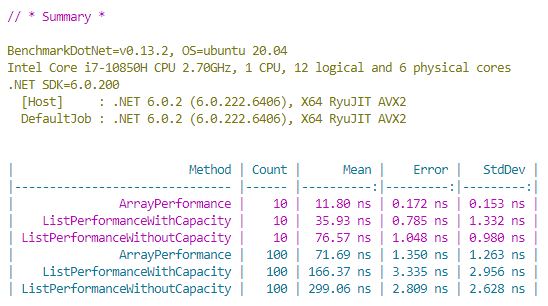 // * Summary *
BenchmarkDotNet=v0.13.2, OS=ubuntu 20.04
Intel Core i7-10850H CPU 2.70GHz, 1 CPU, 12 logical and 6 physical cores
.NET SDK=6.0.200
[Host]     : .NET 6.0.2 (6.0.222.6406), X64 RyuJIT AVX2
DefaultJob : .NET 6.0.2 (6.0.222.6406), X64 RyuJIT AVX2
|                         Method | Count |      Mean |    Error |   StdDev |
|------------------------------- |------ |----------:|---------:|---------:|
|               ArrayPerformance |    10 |  11.80 ns | 0.172 ns | 0.153 ns |
|    ListPerformanceWithCapacity |    10 |  35.93 ns | 0.785 ns | 1.332 ns |
| ListPerformanceWithoutCapacity |    10 |  76.57 ns | 1.048 ns | 0.980 ns |
|               ArrayPerformance |   100 |  71.69 ns | 1.350 ns | 1.263 ns |
|    ListPerformanceWithCapacity |   100 | 166.37 ns | 3.335 ns | 2.956 ns |
| ListPerformanceWithoutCapacity |   100 | 299.06 ns | 2.809 ns | 2.628 ns |